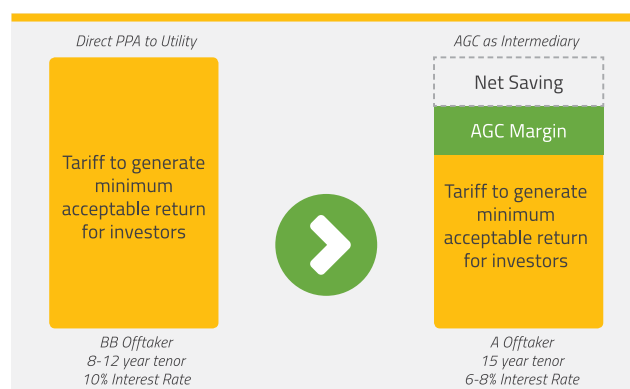 Direct PPA to Utility
Tariff to generate
minimum
acceptable return
for investors
BB Offtaker
8-12 year tenor
10% Interest Rate
AGC as Intermediary
Net Saving
AGC Margin
Tariff to generate
minimum
acceptable return
for investors
A Offtaker
15 year tenor
6-8% Interest Rate